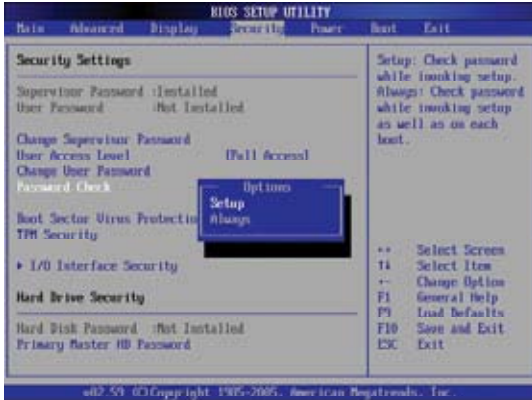 BIOS SETUP UTILITY
Main Advanced Display Security Power Boot Exit
Security Settings
Supervisor Password :Installed
User Password :Not Installed
Change Supervisor Password
User Access Level [Full Access]
Change User Password
Password Check
Boot Sector Virus Protectio
TPM Security
I/O Interface Security
Hard Drive Security
Hard Disk Password :Not Installed
Primary Master HD Password
Options
Setup
Always
Setup: Check password
while invoking setup.
Always: Check password
while invoking setup
as well as on each
boot.
Select Screen
Select Item
+- Change Option
F1 General Help
F9 Load Defaults
F10 Save and Exit
ESC Exit
v02.59 (C)Copyright 1985-2005, American Megatrends, Inc.